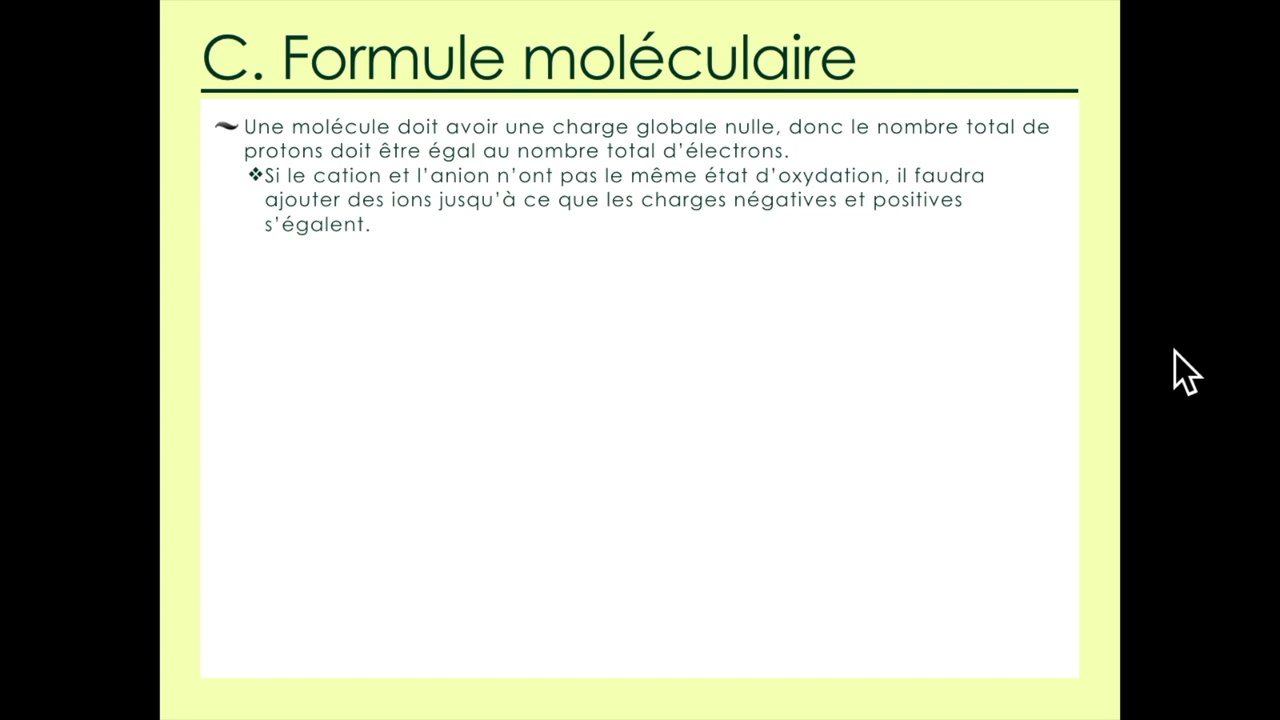 C. Formule moléculaire
Une molécule doit avoir une charge globale nulle, donc le nombre total de
protons doit être égal au nombre total d’électrons.
❖Si le cation et l’anion n’ont pas le même état d’oxydation, il faudra
ajouter des ions jusqu’à ce que les charges négatives et positives
s’égalent.